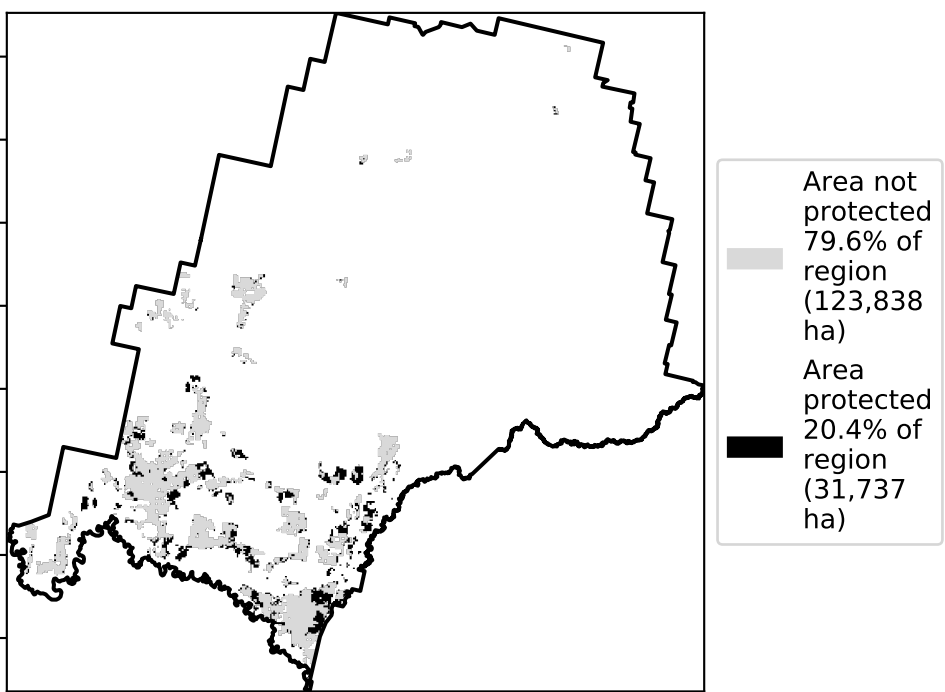 Area not
protected
79.6% of
region
(123,838
ha)
Area
protected
20.4% of
region
(31,737
ha)